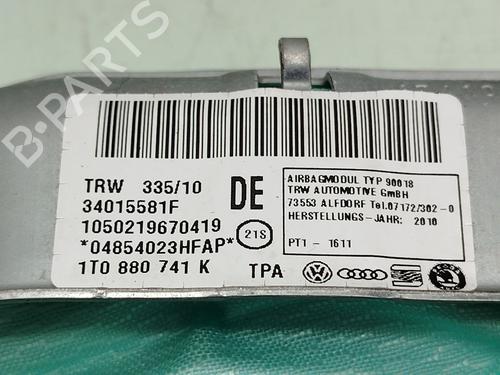 B-PARTS
TRW 335/10
34015581F
1050219670419
*04854023HFAP*
1T0 880 741 K
DE
21S
TPA
AIRBAGMODUL TYP 90018
TRW AUTOMOTIVE GmbH
73553 ALFDORF Tel.07172/302-0
HERSTELLUNGS-JAHR: 2010
PT1 - 1611